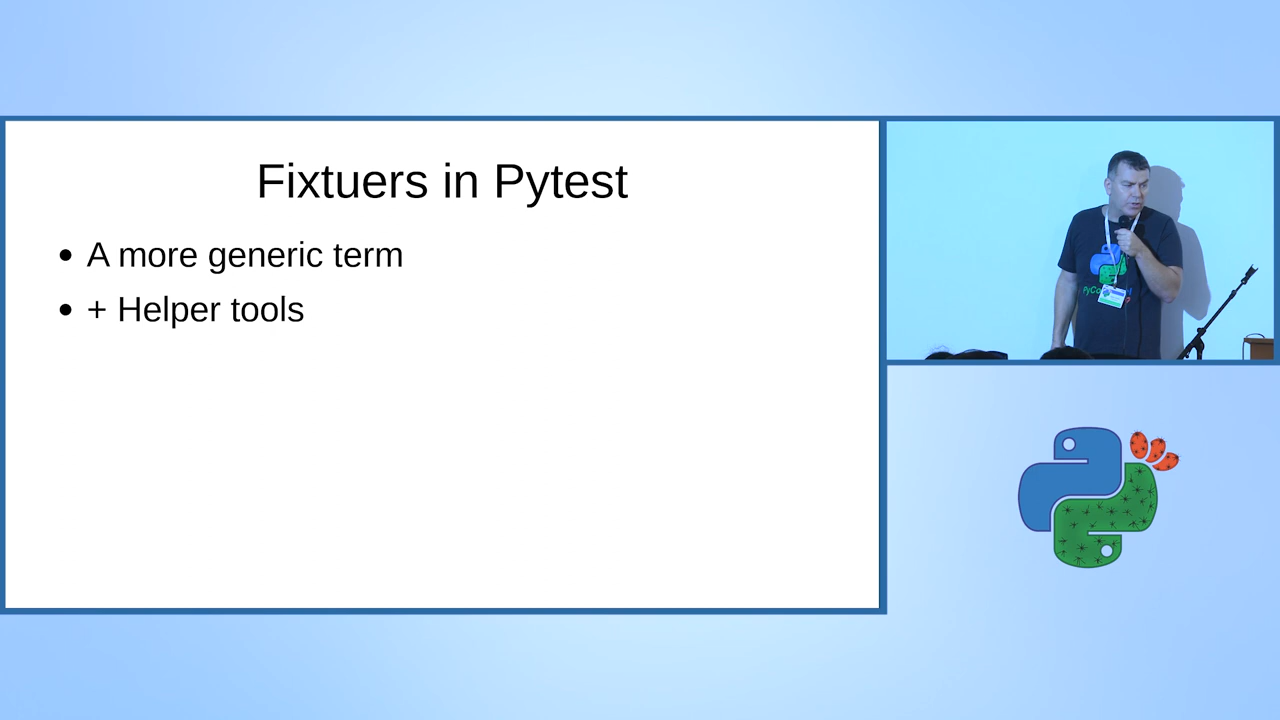 Fixtuers in Pytest
A more generic term
+ Helper tools